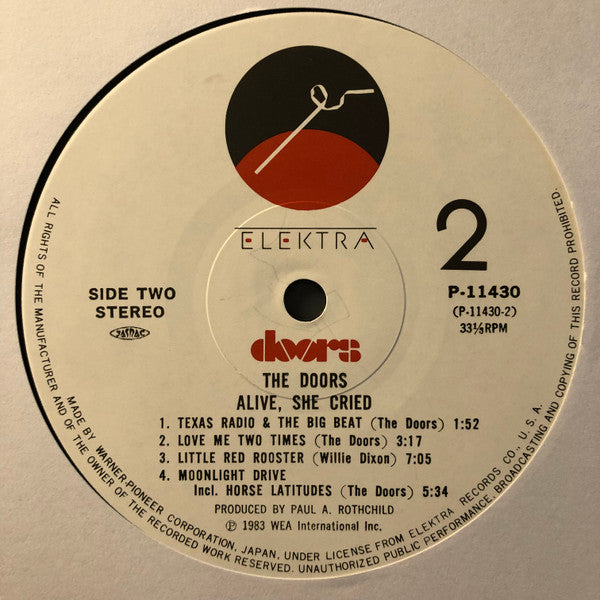 ELEKTRA
2
SIDE TWO
STEREO
JASRAC
P-11430
(P-11430-2)
33⅓RPM
doors
THE DOORS
ALIVE, SHE CRIED
1. TEXAS RADIO & THE BIG BEAT (The Doors) 1:52
2. LOVE ME TWO TIMES (The Doors) 3:17
3. LITTLE RED ROOSTER (Willie Dixon) 7:05
4. MOONLIGHT DRIVE
Incl. HORSE LATITUDES (The Doors) 5:34
PRODUCED BY PAUL A. ROTHCHILD
℗ 1983 WEA International Inc.
MADE BY WARNER-PIONEER CORPORATION, JAPAN, UNDER LICENSE FROM ELEKTRA RECORDS CO., U.S.A.
ALL RIGHTS OF THE MANUFACTURER AND OF THE OWNER OF THE RECORDED WORK RESERVED. UNAUTHORIZED PUBLIC PERFORMANCE, BROADCASTING AND COPYING OF THIS RECORD PROHIBITED.